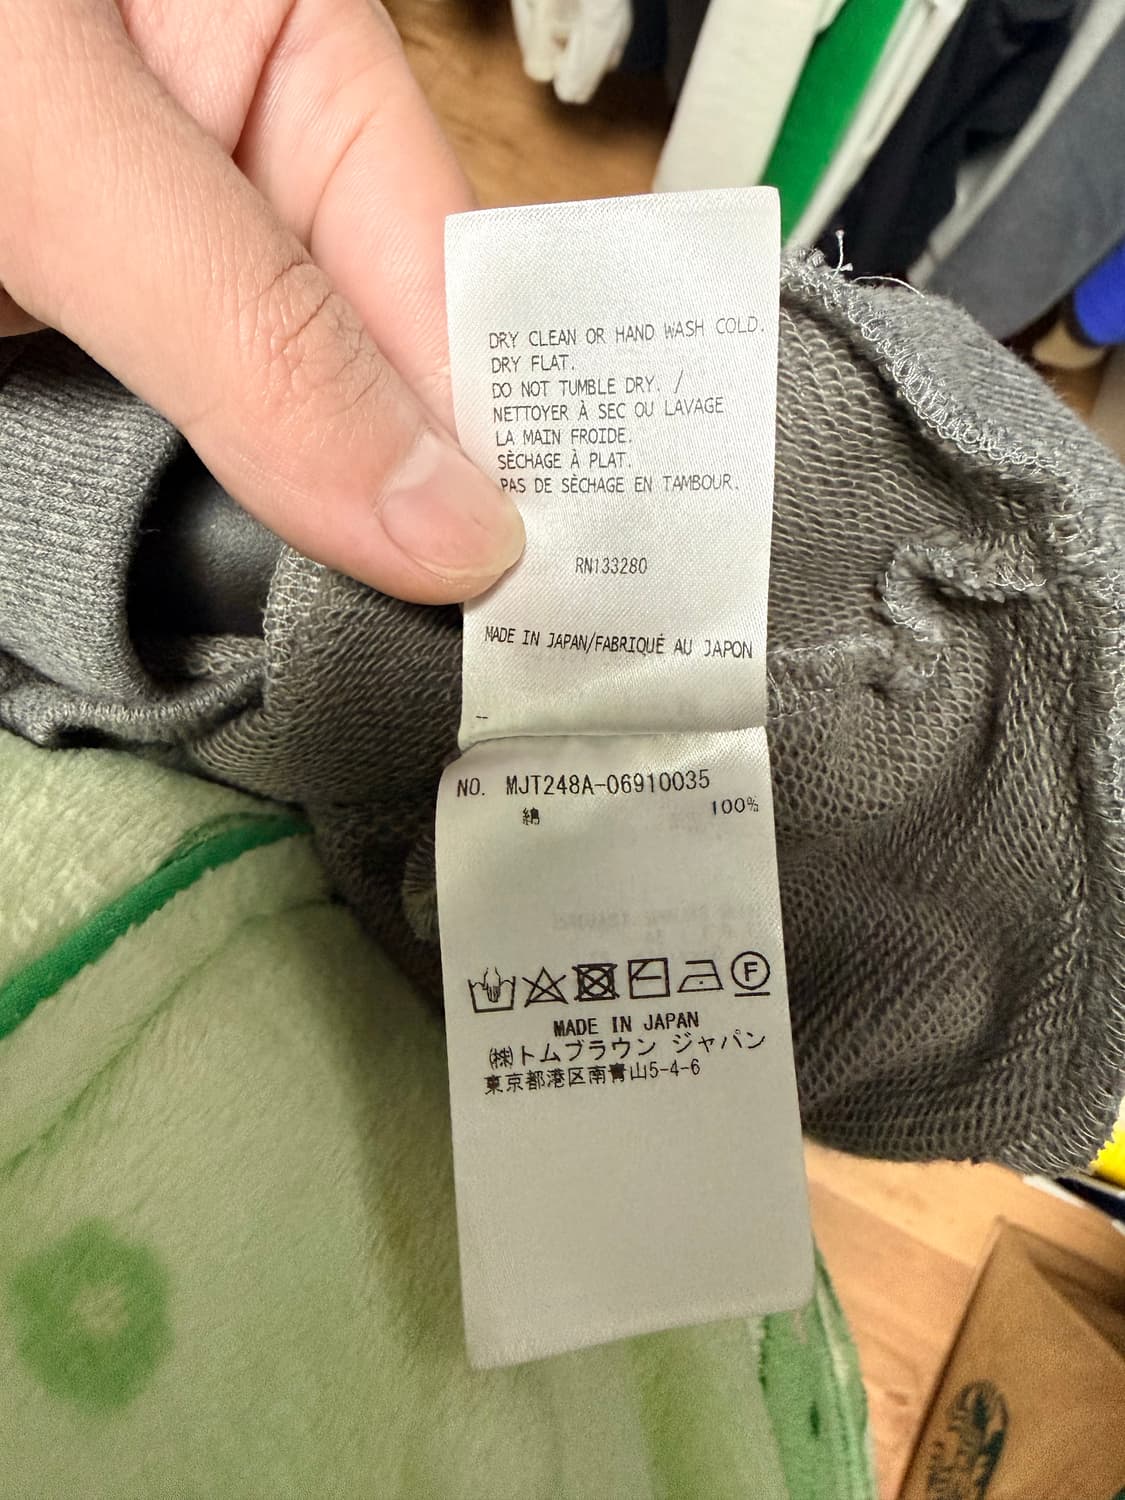 DRY CLEAN OR HAND WASH COLD.
DRY FLAT.
DO NOT TUMBLE DRY. /
NETTOYER À SEC OU LAVAGE
LA MAIN FROIDE.
SÈCHAGE À PLAT.
PAS DE SÈCHAGE EN TAMBOUR.
RN133280
MADE IN JAPAN/FABRIQUÉ AU JAPON
--
NO. MJT248A-06910035
綿 100%
F
MADE IN JAPAN
㈱トムブラウン ジャパン
東京都港区南青山5-4-6